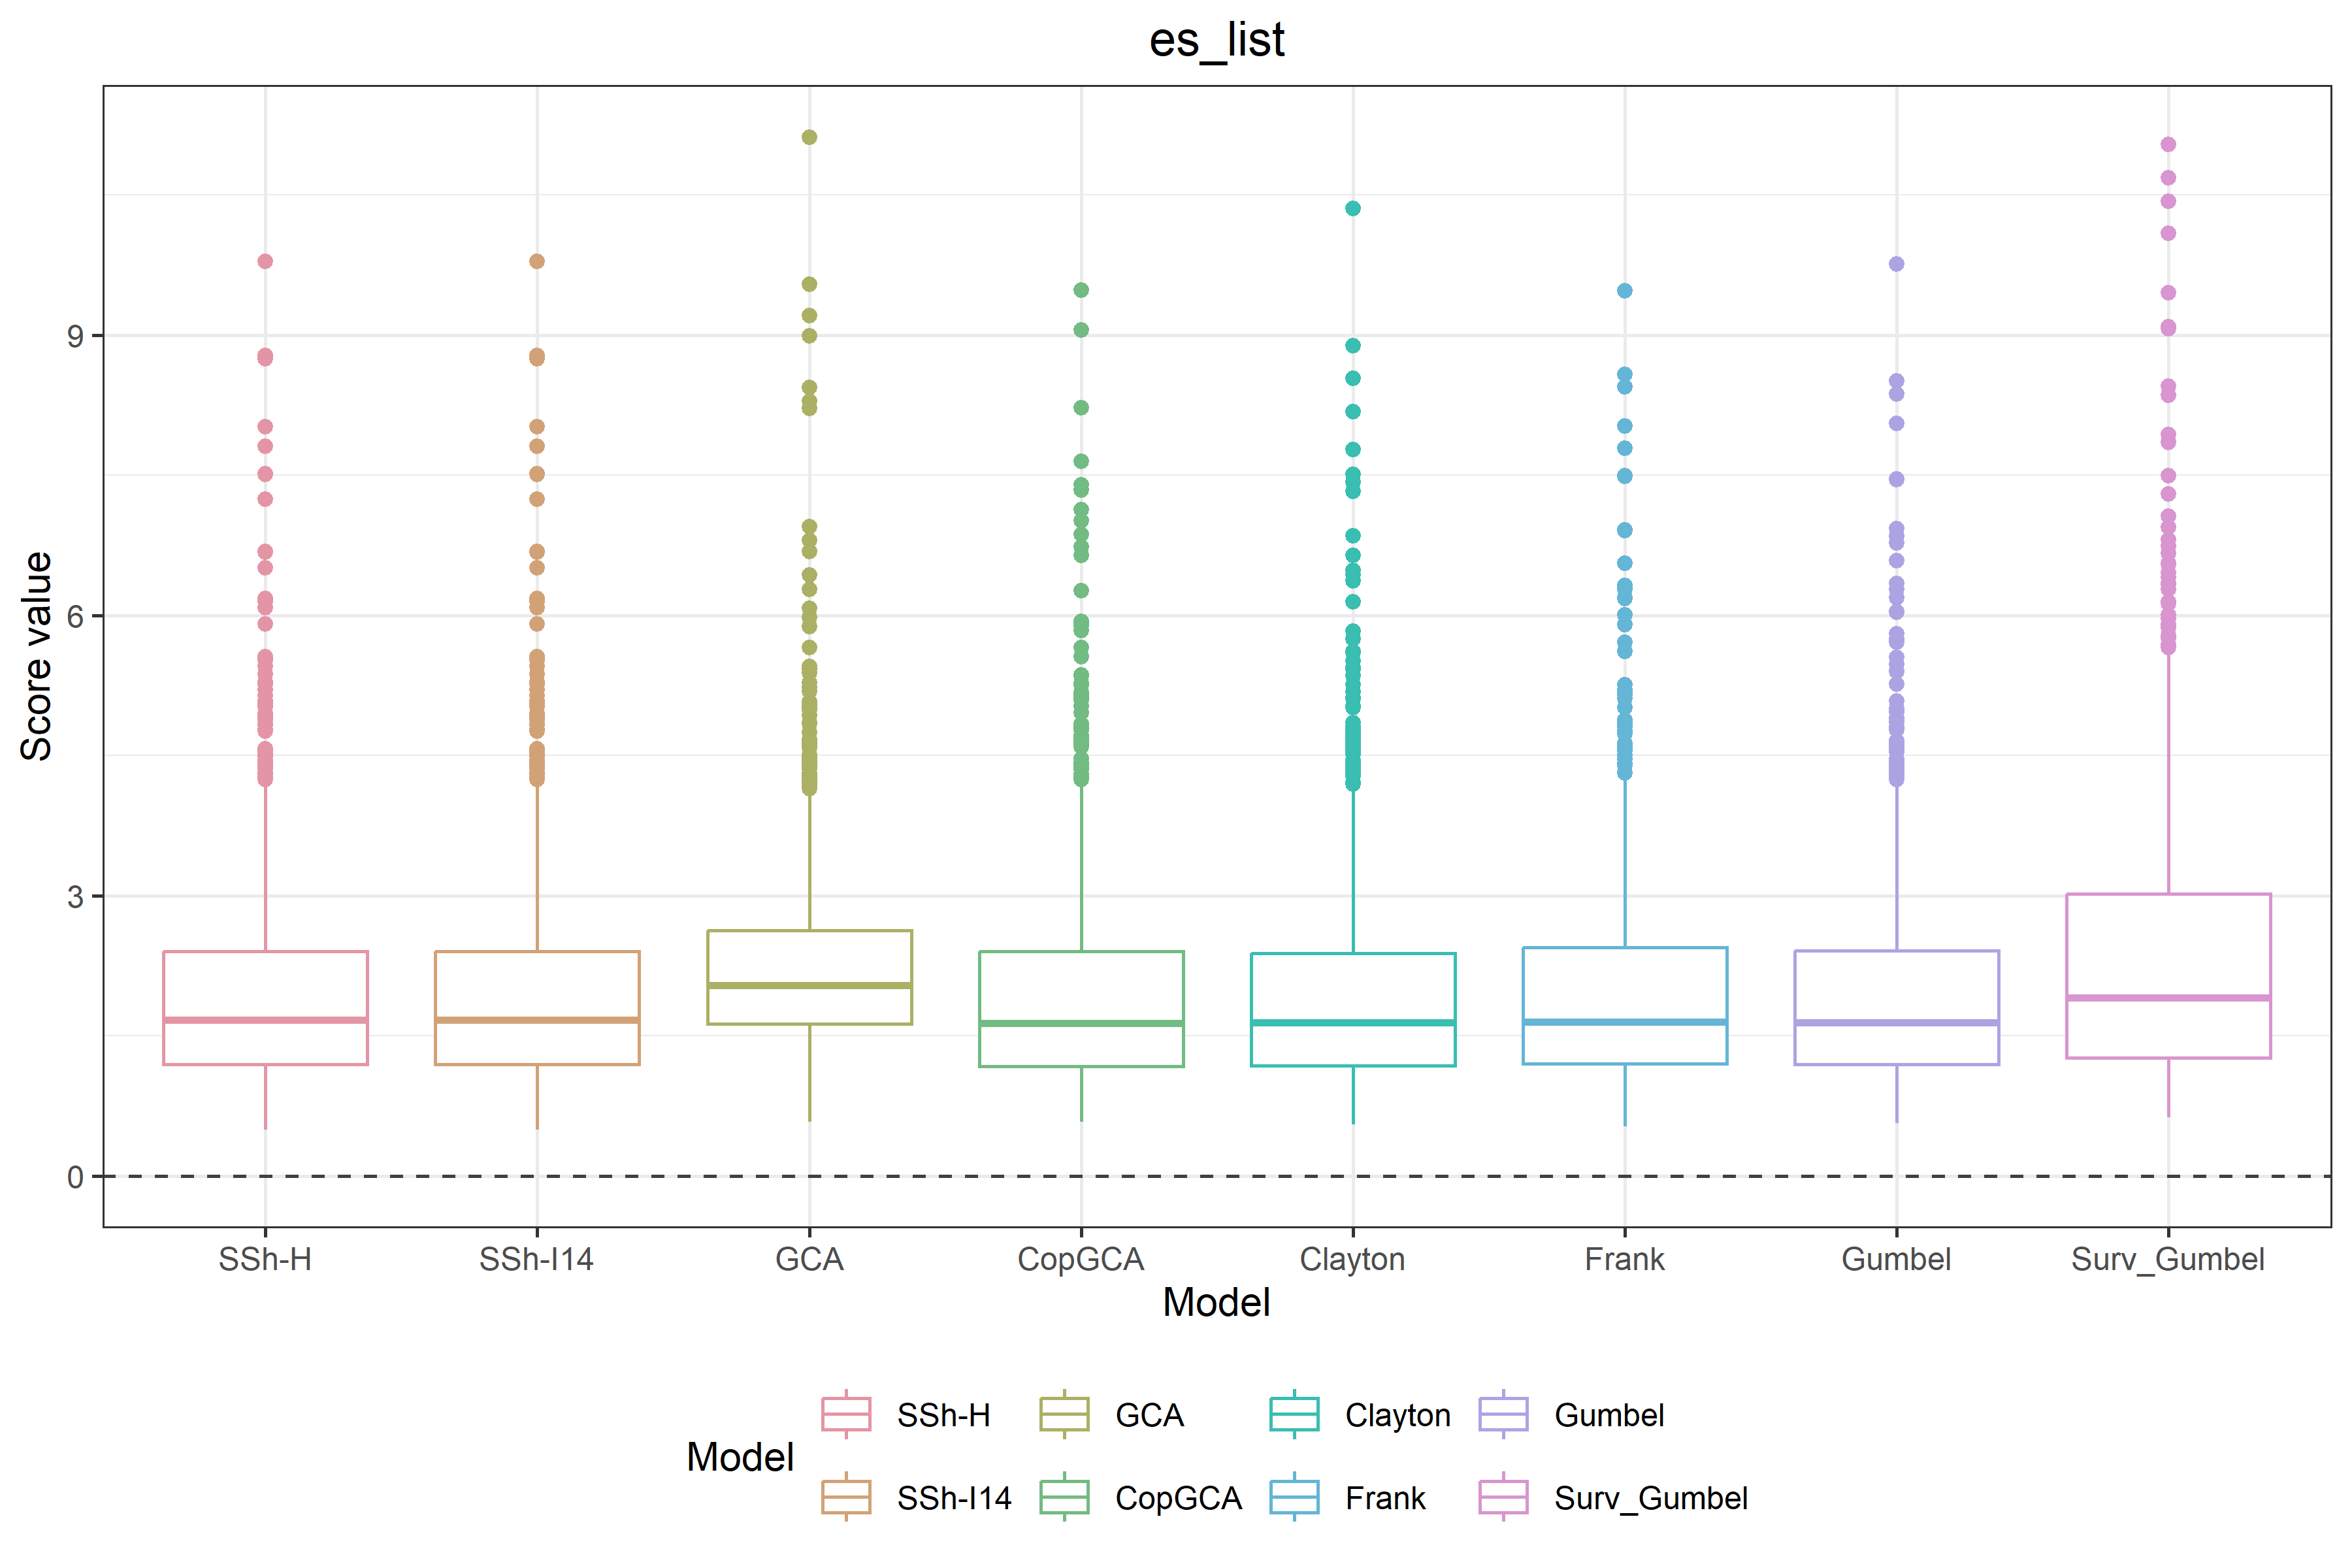 es_list
Score value
9
6
3
0
SSh-H SSh-I14 GCA CopGCA Clayton Frank Gumbel Surv_Gumbel
Model
Model
SSh-H GCA Clayton Gumbel
SSh-I14 CopGCA Frank Surv_Gumbel